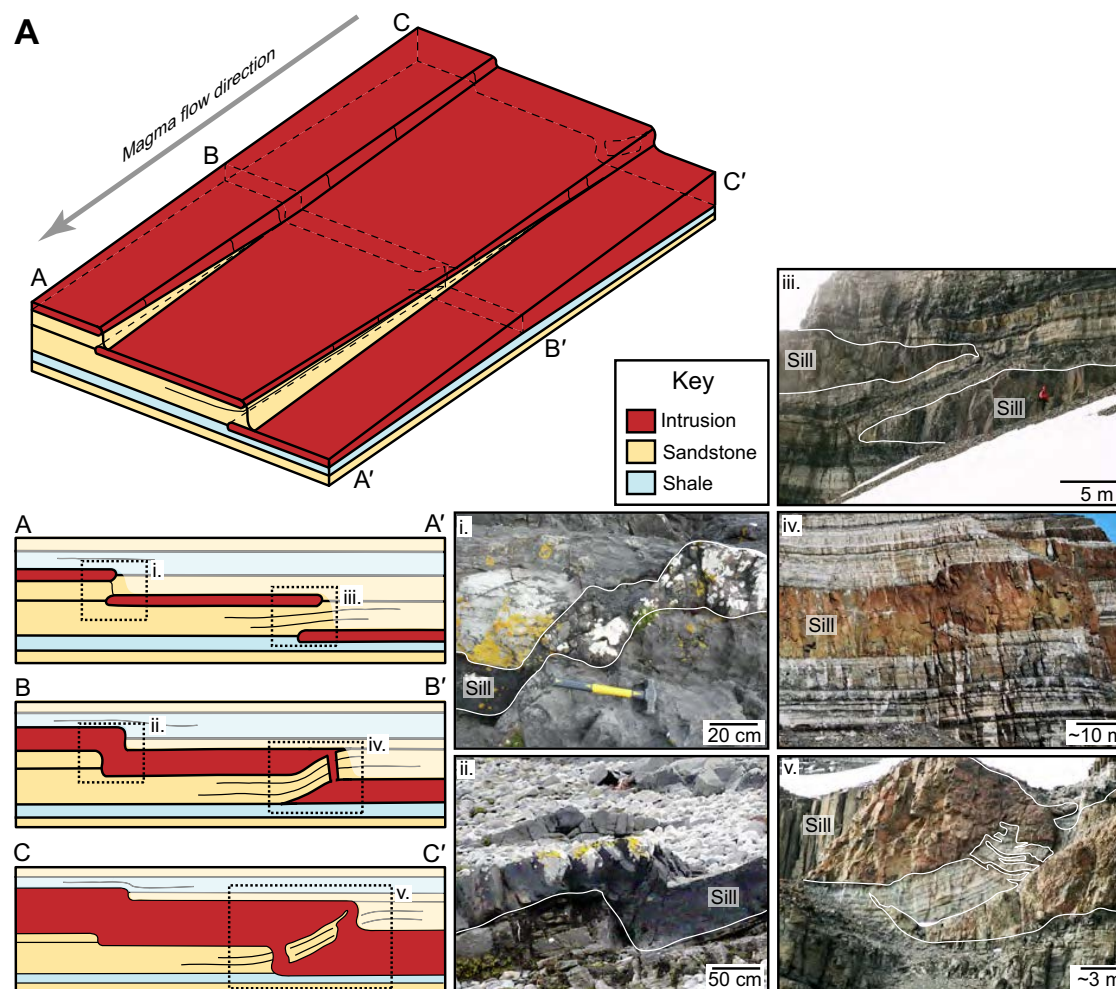 A
C
Magma flow direction
B
C′
A
B′
A′
Key
Intrusion
Sandstone
Shale
iii.
Sill
Sill
5 m
A
A′
i.
iii.
B
B′
ii.
iv.
C
C′
v.
i.
Sill
20 cm
iv.
Sill
~10 m
ii.
Sill
50 cm
v.
Sill
~3 m